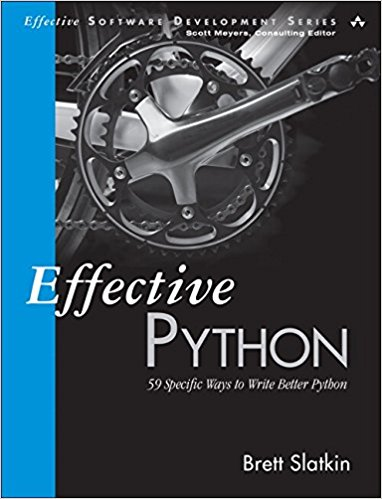 Effective Software Development Series
Scott Meyers, Consulting Editor
Effective
Python
59 Specific Ways to Write Better Python
Brett Slatkin